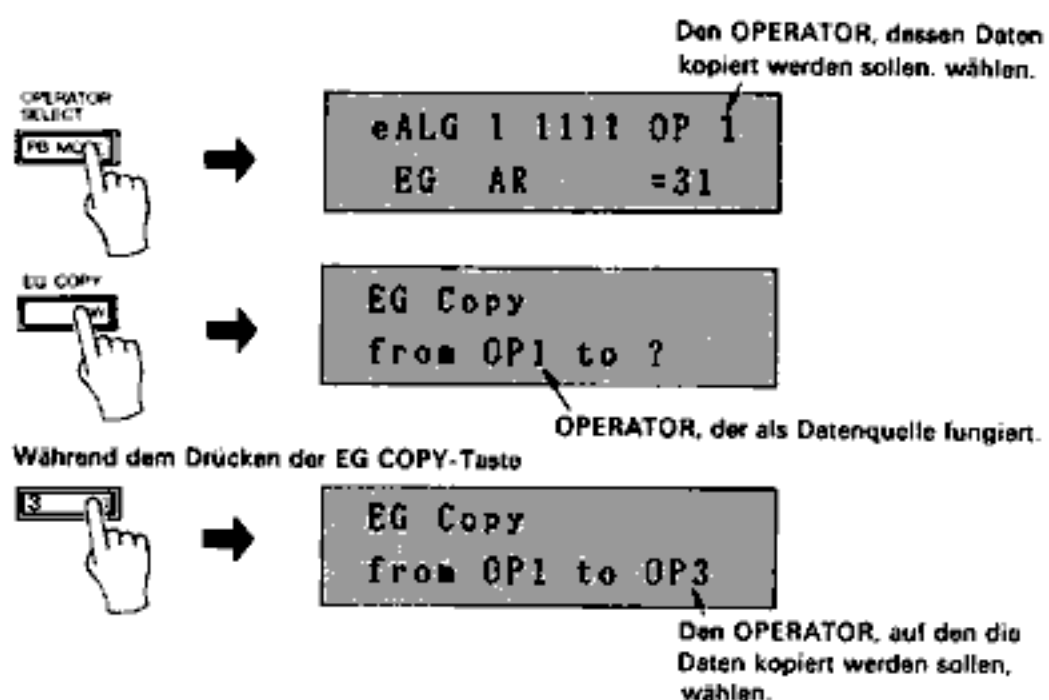 Den OPERATOR, dessen Daten
kopiert werden sollen, wählen.
OPERATOR
SELECT
PB MODE
eALG 1 1111 OP 1
EG AR =31
EG COPY
EG Copy
from OP1 to ?
OPERATOR, der als Datenquelle fungiert.
Während dem Drücken der EG COPY-Taste
3
EG Copy
from OP1 to OP3
Den OPERATOR, auf den die
Daten kopiert werden sollen,
wählen.